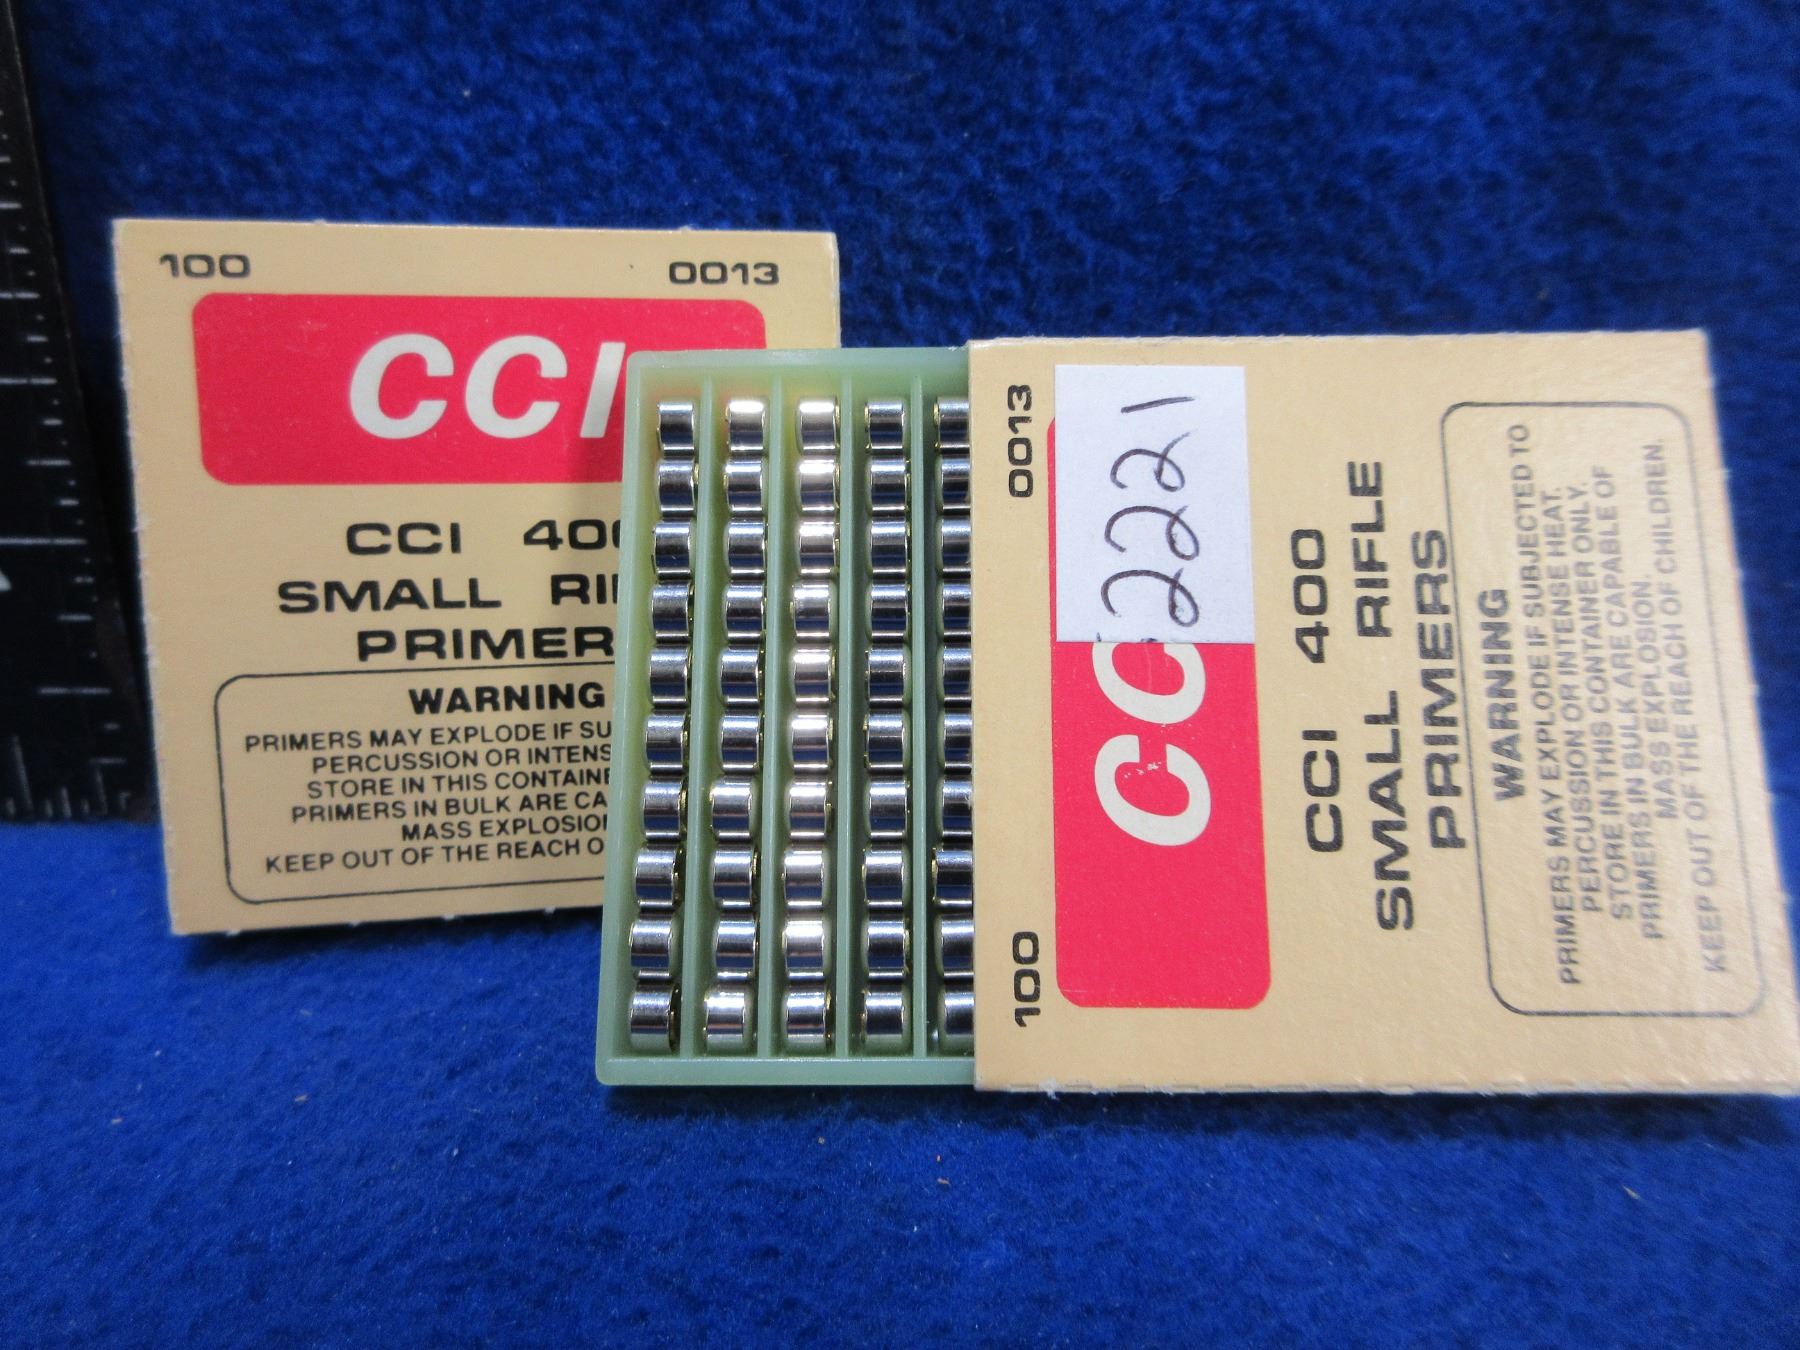 100 0013
CCI
CCI 400
SMALL RI
PRIMER
WARNING
PRIMERS MAY EXPLODE IF SU
PERCUSSION OR INTENS
STORE IN THIS CONTAINE
PRIMERS IN BULK ARE CA
MASS EXPLOSION
KEEP OUT OF THE REACH O
100 0013
CC
2221
CCI 400
SMALL RIFLE
PRIMERS
WARNING
PRIMERS MAY EXPLODE IF SUBJECTED TO
PERCUSSION OR INTENSE HEAT.
STORE IN THIS CONTAINER ONLY.
PRIMERS IN BULK ARE CAPABLE OF
MASS EXPLOSION.
KEEP OUT OF THE REACH OF CHILDREN.